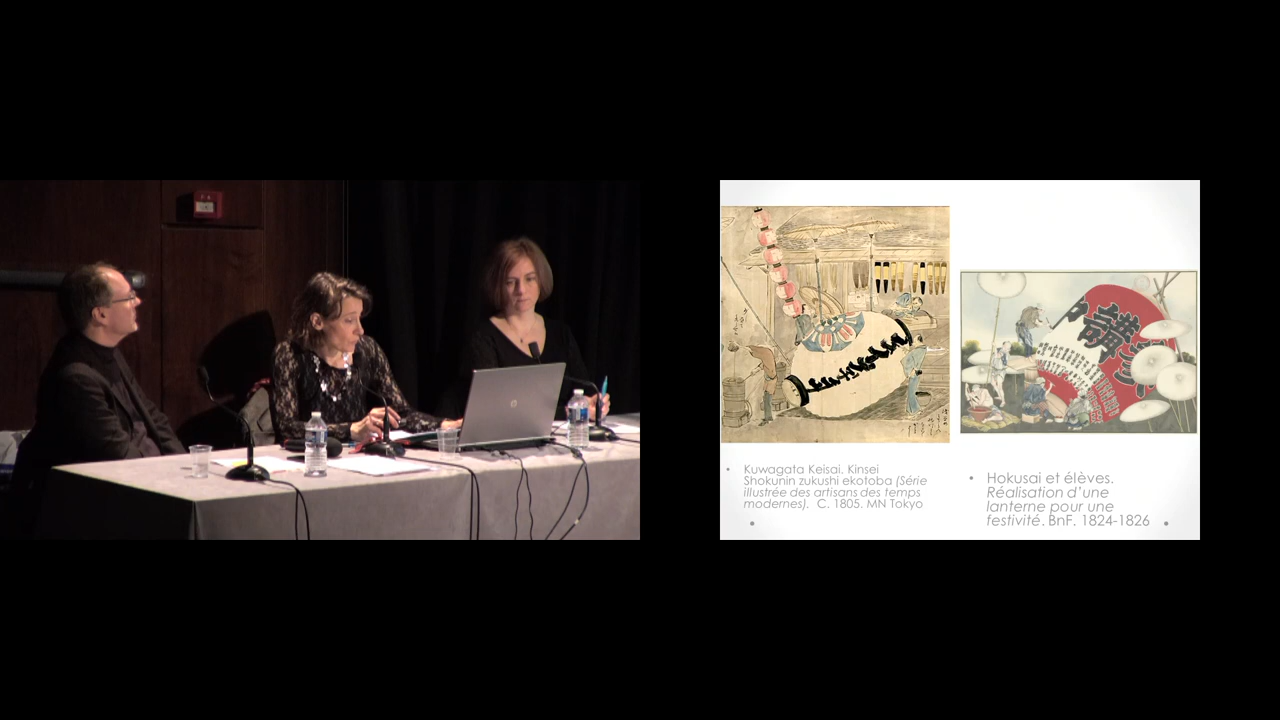 Kuwagata Keisai. Kinsei
Shokunin zukushi ekotoba (Série
illustrée des artisans des temps
modernes). C. 1805. MN Tokyo
講
Hokusai et élèves.
Réalisation d’une
lanterne pour une
festivité. BnF. 1824-1826